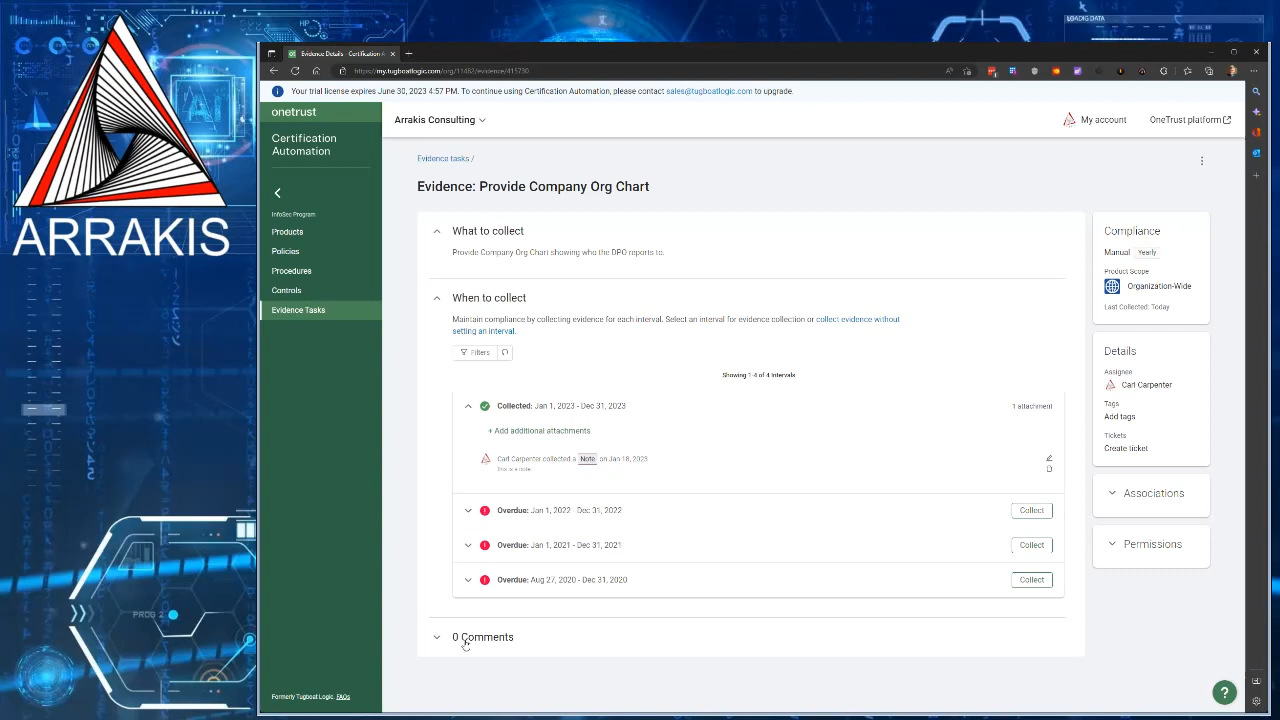 LOADIG DATA
HP
AI
ARRAKIS
PROG 2
Evidence Details - Certification A
https://my.tugboatlogic.com/org/
evidence/415730
Your trial license expires June 30, 2023 4:57 PM. To continue using Certification Automation, please contact sales@tugboatlogic.com to upgrade.
onetrust
Certification
Automation
InfoSec Program
Products
Policies
Procedures
Controls
Evidence Tasks
Formerly Tugboat Logic. FAQs
Arrakis Consulting
My account
OneTrust platform
Evidence tasks /
Evidence: Provide Company Org Chart
What to collect
Provide Company Org Chart showing who the DPO reports to.
When to collect
Maintain compliance by collecting evidence for each interval. Select an interval for evidence collection or collect evidence without
setting an interval.
Filters
Showing 1-4 of 4 Intervals
Collected: Jan 1, 2023 - Dec 31, 2023
1 attachment
+ Add additional attachments
Carl Carpenter collected a Note on Jan 18, 2023
This is a note
Overdue: Jan 1, 2022 - Dec 31, 2022
Collect
Overdue: Jan 1, 2021 - Dec 31, 2021
Collect
Overdue: Aug 27, 2020 - Dec 31, 2020
Collect
0 Comments
Compliance
Manual Yearly
Product Scope
Organization-Wide
Last Collected: Today
Details
Assignee
Carl Carpenter
Tags
Add tags
Tickets
Create ticket
Associations
Permissions
?